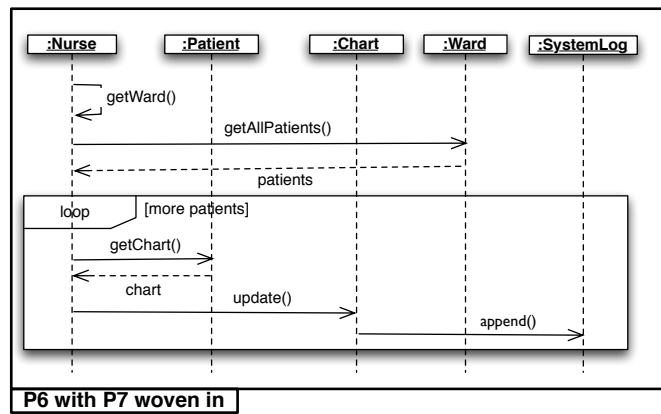 :Nurse :Patient :Chart :Ward :SystemLog
getWard()
getAllPatients()
patients
loop [more patients]
getChart()
chart
update()
append()
P6 with P7 woven in